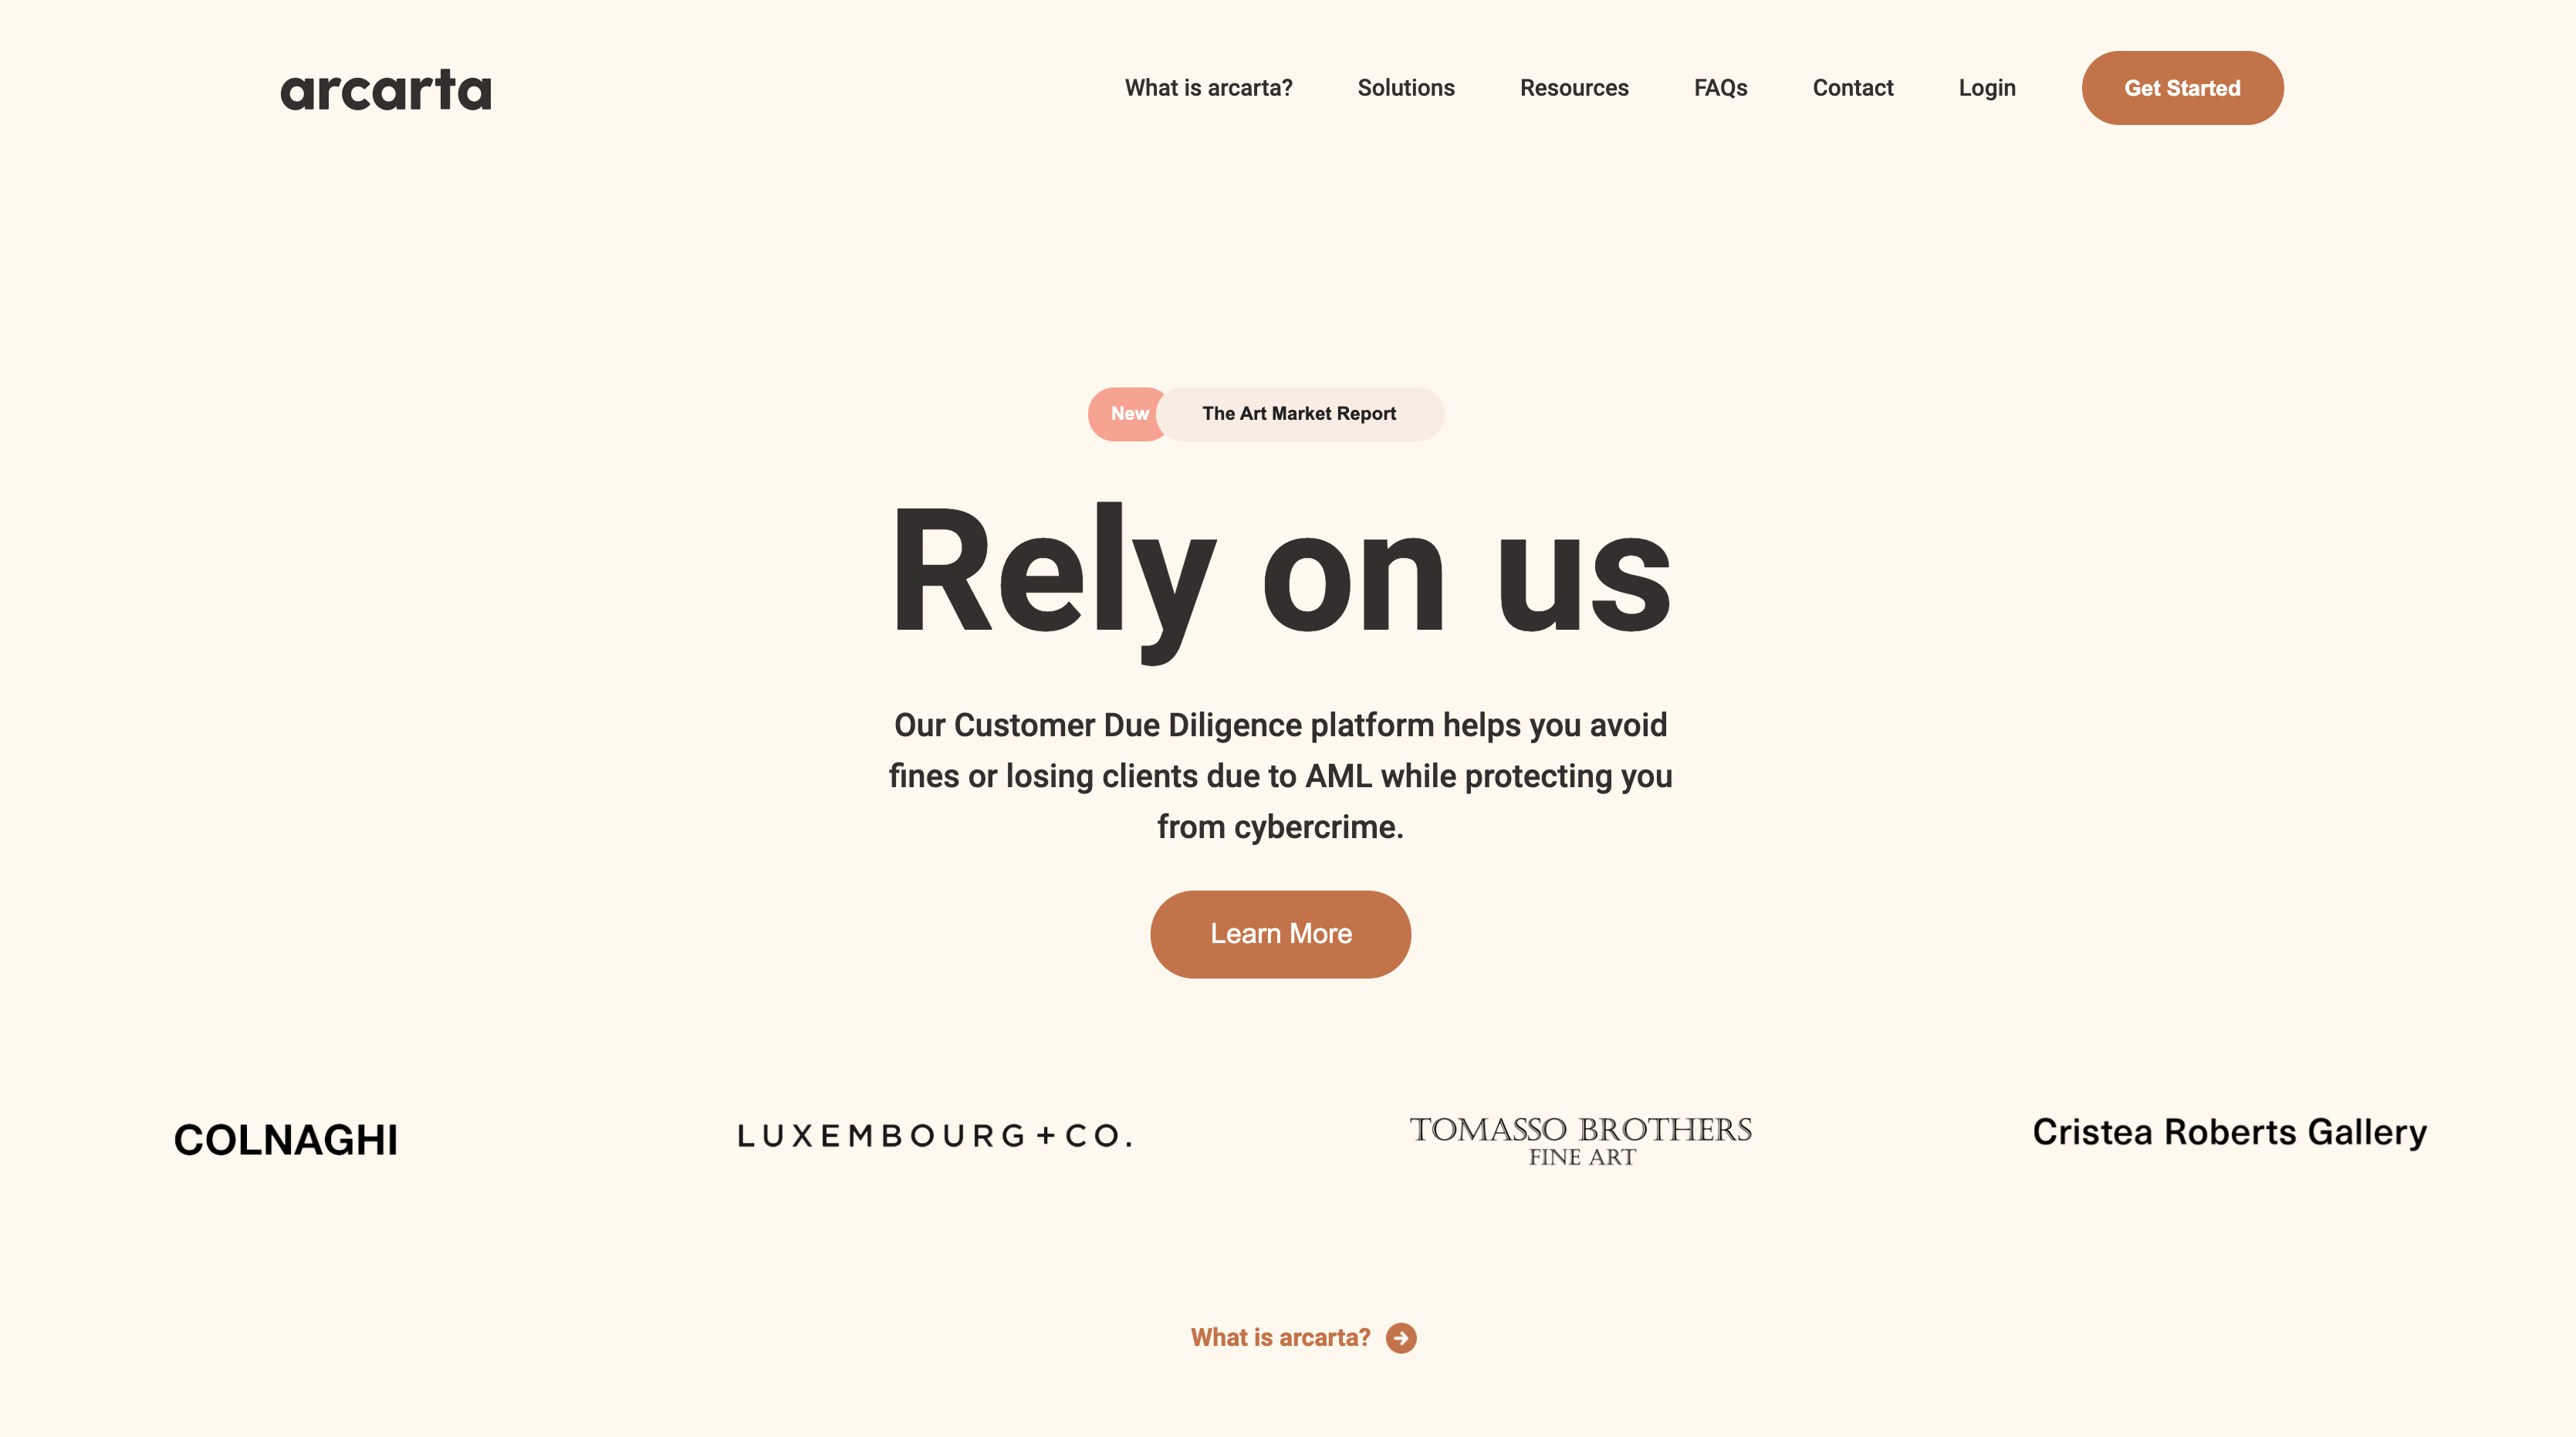 arcarta
What is arcarta?
Solutions
Resources
FAQs
Contact
Login
Get Started
New
The Art Market Report
Rely on us
Our Customer Due Diligence platform helps you avoid
fines or losing clients due to AML while protecting you
from cybercrime.
Learn More
COLNAGHI
LUXEMBOURG + CO.
TOMASSO BROTHERS
FINE ART
Cristea Roberts Gallery
What is arcarta?